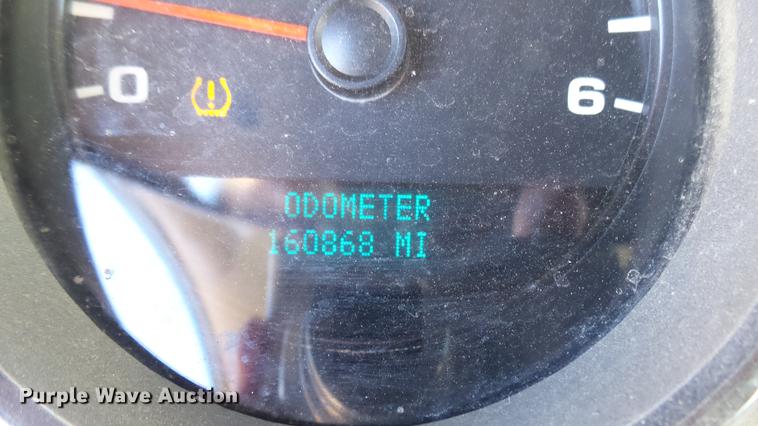 0
6
ODOMETER
160868 MI
Purple Wave Auction